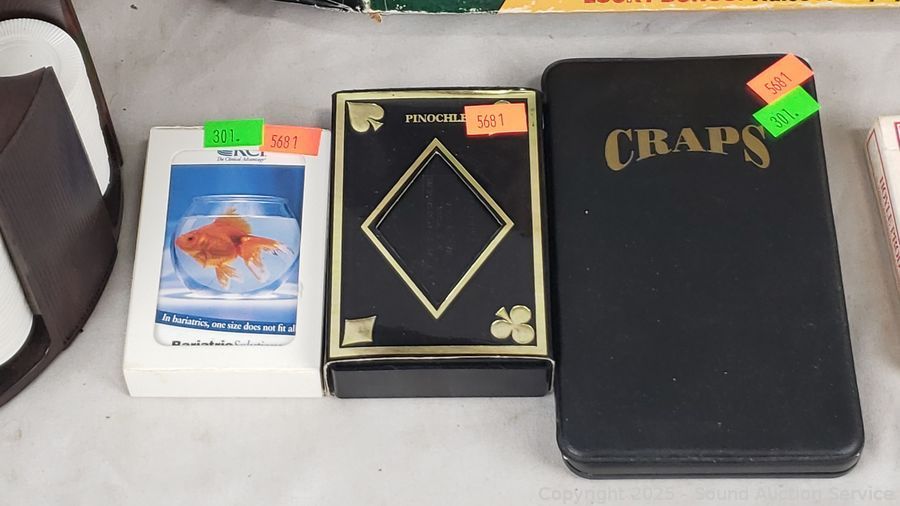 301.
5681
KCI
The Clinical Advantage
In bariatrics, one size does not fit all
Bariatric
PINOCHLE
5681
5681
301.
CRAPS
Copyright 2025 - Sound Auction Service